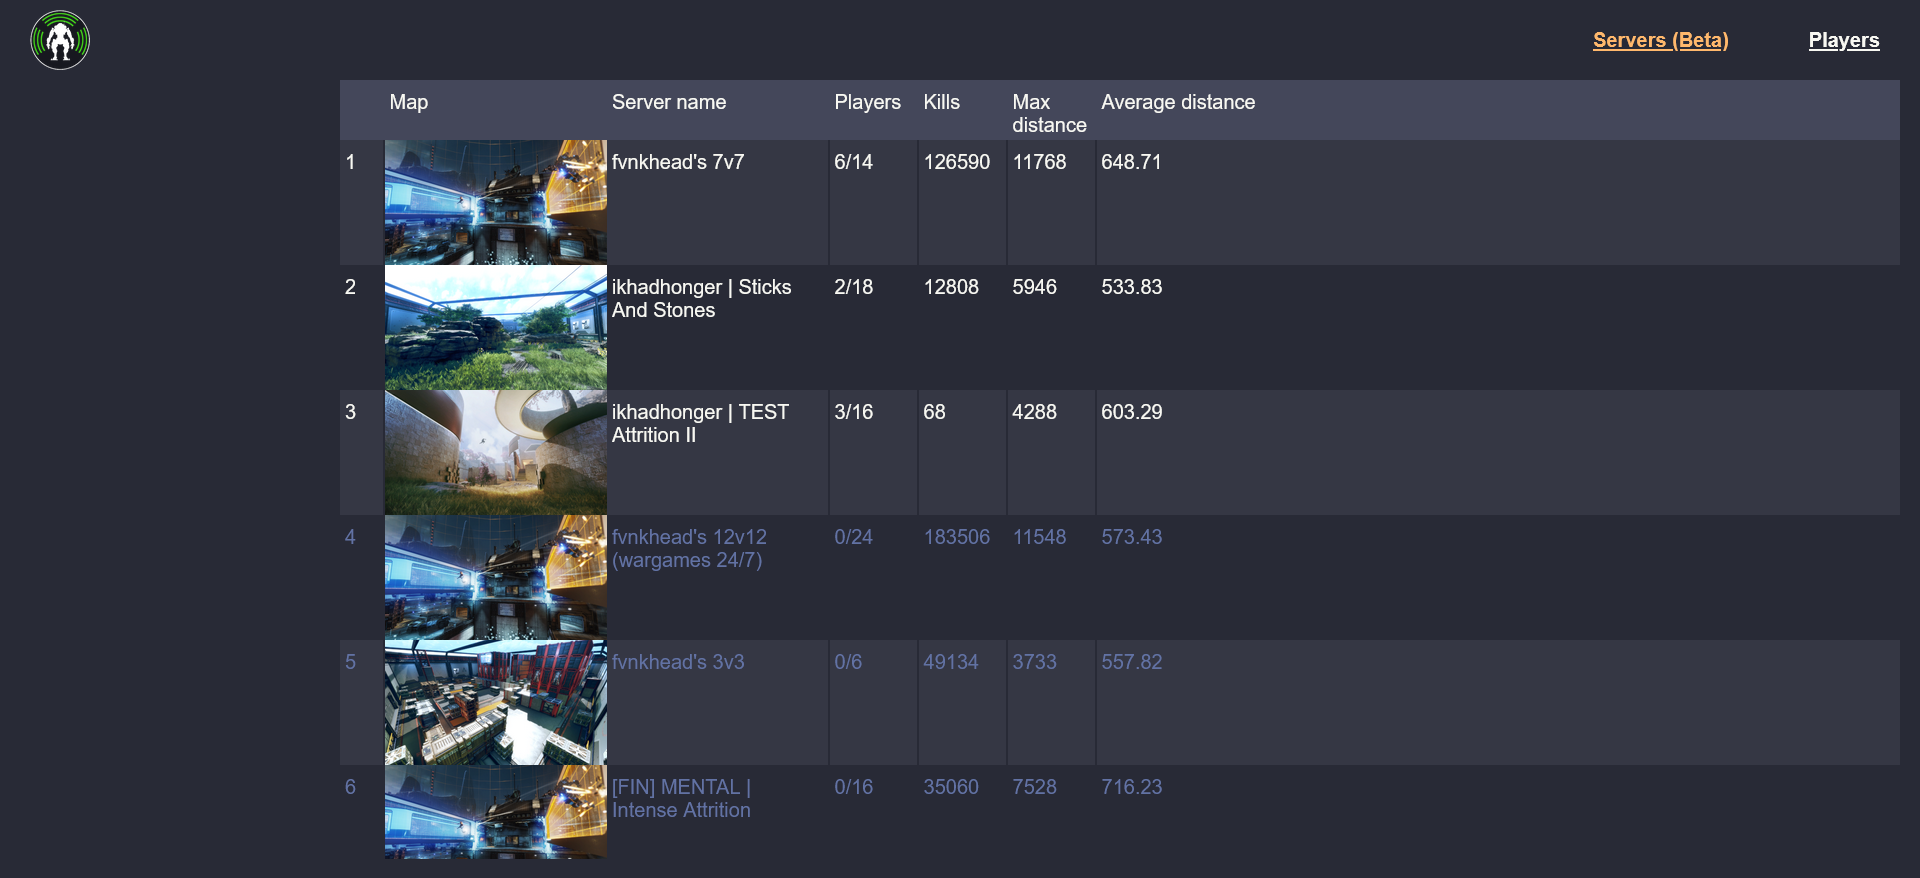 Servers (Beta) Players
Map Server name Players Kills Max distance Average distance
1 fvnkhead's 7v7 6/14 126590 11768 648.71
2 ikhadhonger | Sticks And Stones 2/18 12808 5946 533.83
3 ikhadhonger | TEST Attrition II 3/16 68 4288 603.29
4 fvnkhead's 12v12 (wargames 24/7) 0/24 183506 11548 573.43
5 fvnkhead's 3v3 0/6 49134 3733 557.82
6 [FIN] MENTAL | Intense Attrition 0/16 35060 7528 716.23